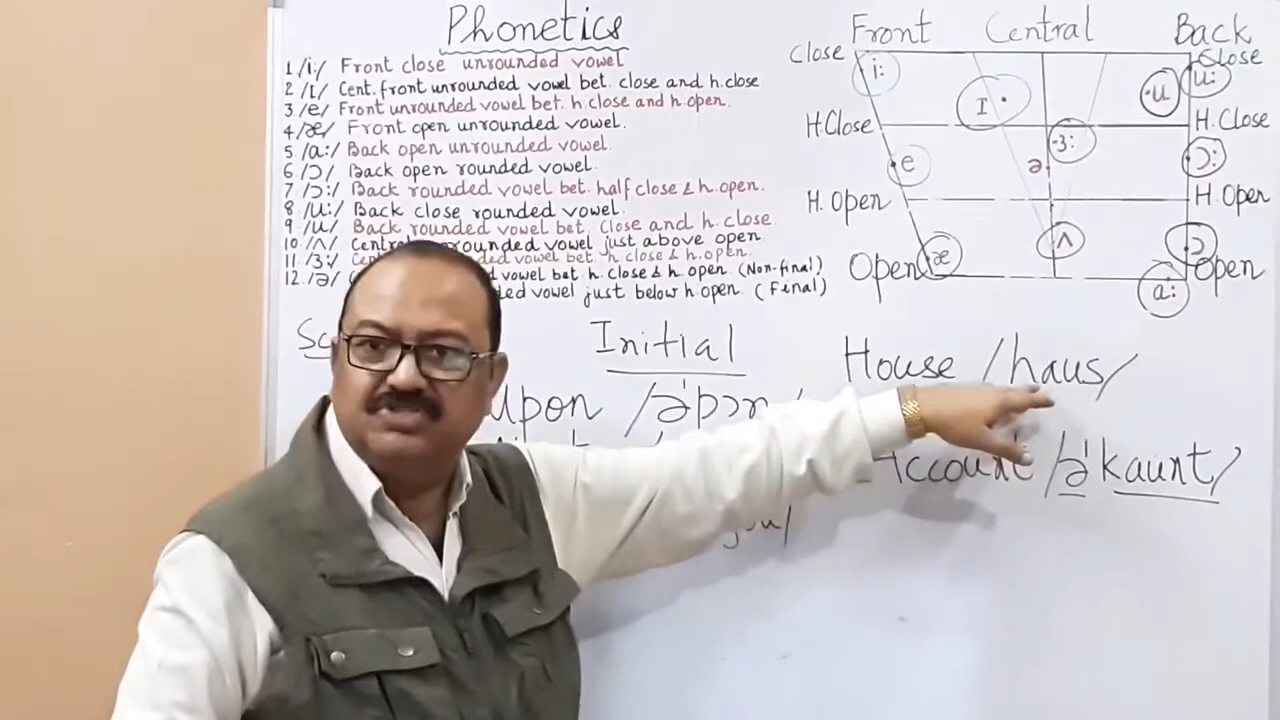 Phonetics
1 /i:/ Front close unrounded vowel
2 /I/ Cent. front unrounded vowel bet. close and h.close
3 /e/ Front unrounded vowel bet. h.close and h.open.
4 /æ/ Front open unrounded vowel.
5 /a:/ Back open unrounded vowel.
6 /ɔ/ Back open rounded vowel.
7 /ɔ:/ Back rounded vowel bet. half close & h.open.
8 /u:/ Back close rounded vowel.
9 /u/ Back rounded vowel bet. Close and h. close
10 /ʌ/ rounded vowel just above open
11 /ɜ:/ vowel bet. h close & h.open.
12. /ə/ vowel bet h. close & h. open (Non-final)
vowel just below h.open. (Final)
Front Central Back
Close Close
i: I u u:
H.Close H.Close
e ə ɜ: ɔ:
H. Open H. Open
æ ʌ ɔ
Open Open
a:
Initial
Upon /ə'pɔn
House /haus/
Account /ə'kaunt/